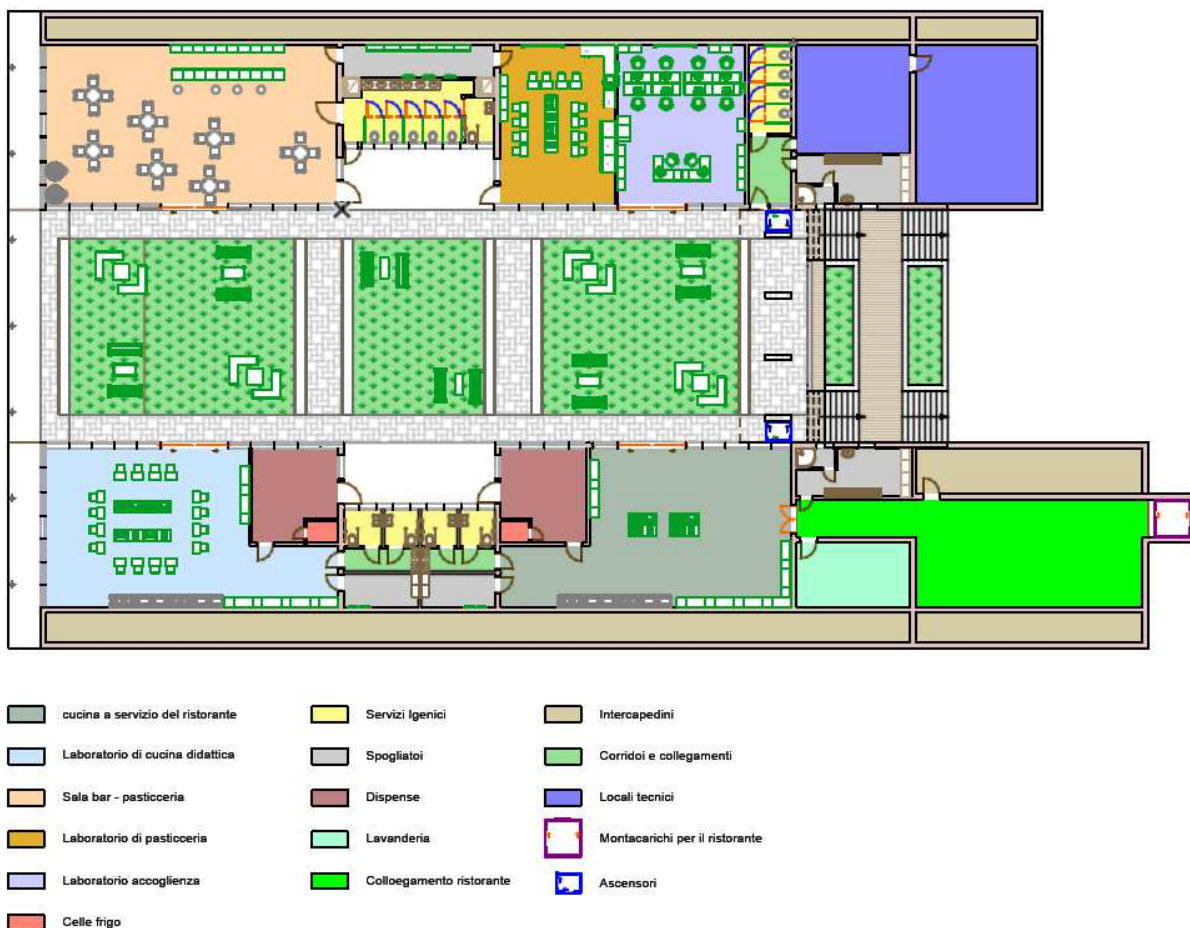 cucina a servizio del ristorante
Laboratorio di cucina didattica
Sala bar - pasticceria
Laboratorio di pasticceria
Laboratorio accoglienza
Celle frigo
Servizi Igenici
Spogliatoi
Dispense
Lavanderia
Colloegamento ristorante
Intercapedini
Corridoi e collegamenti
Locali tecnici
Montacarichi per il ristorante
Ascensori